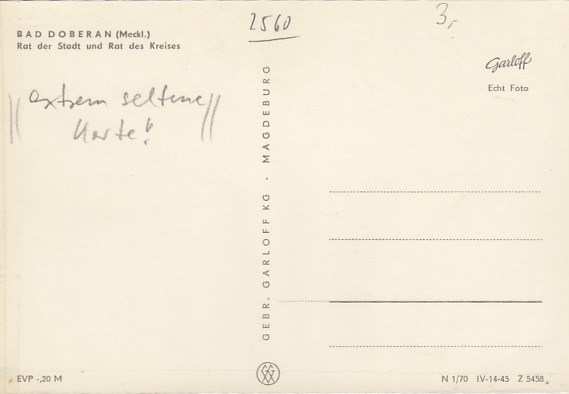 BAD DOBERAN (Meckl.)
Rat der Stadt und Rat des Kreises
2560
3,
extrem seltene
Karte!
Garloff
Echt Foto
GEBR. GARLOFF KG · MAGDEBURG
EVP -,20 M
N 1/70 IV-14-45 Z 5458